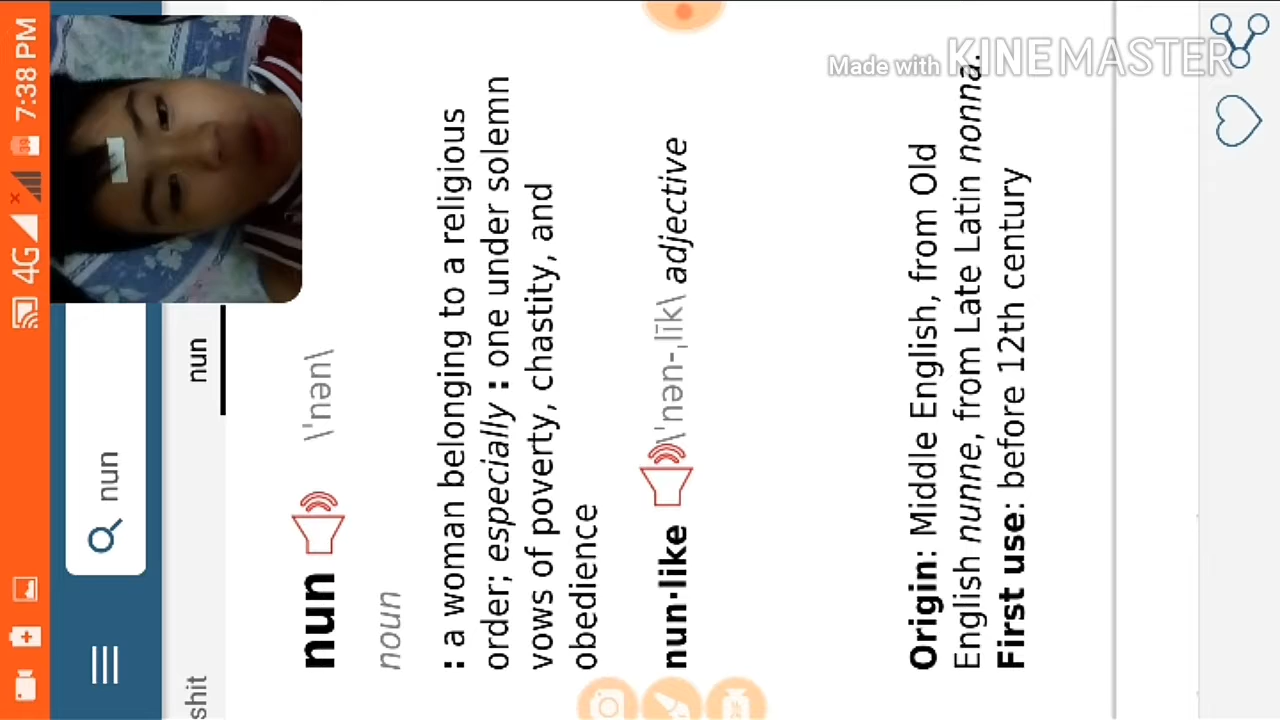 4G 39 7:38 PM
nun
shit nun
nun \ˈnən\
noun
: a woman belonging to a religious
order; especially : one under solemn
vows of poverty, chastity, and
obedience
nun·like \ˈnən-ˌlīk\ adjective
Origin: Middle English, from Old
English nunne, from Late Latin nonna.
First use: before 12th century
Made with KINEMASTER